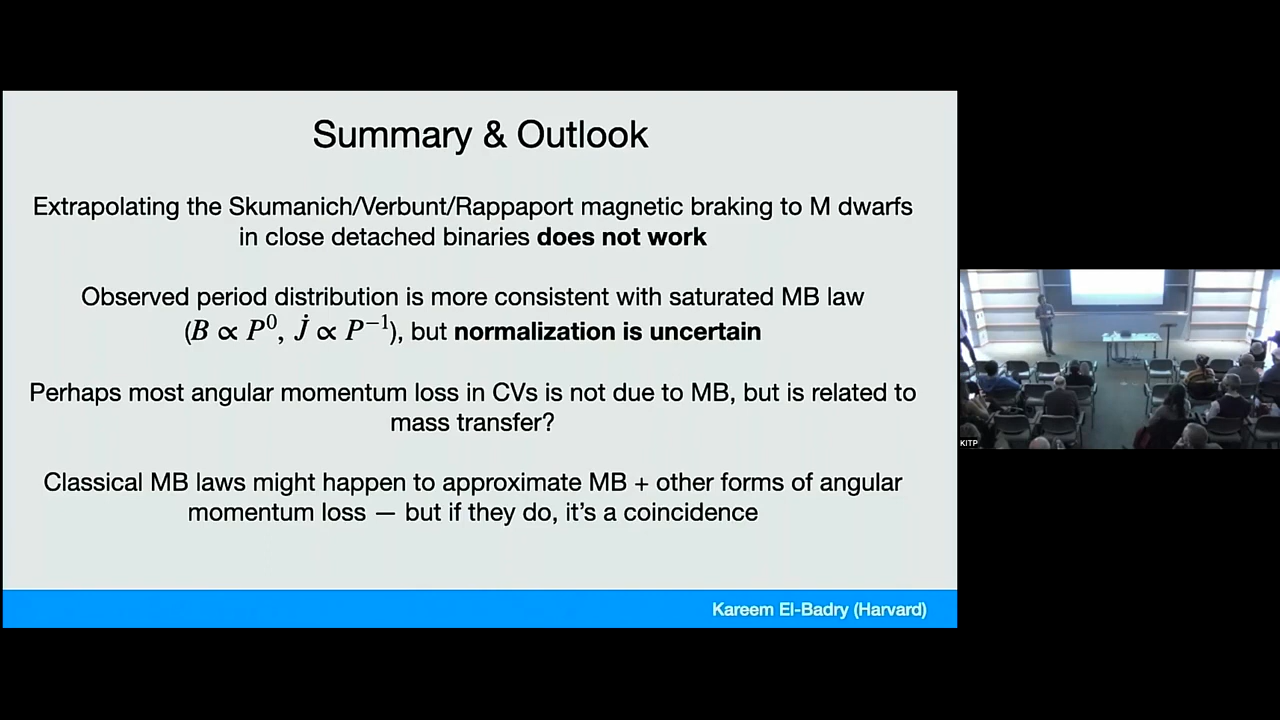 Summary & Outlook
Extrapolating the Skumanich/Verbunt/Rappaport magnetic braking to M dwarfs
in close detached binaries does not work
Observed period distribution is more consistent with saturated MB law
(B ∝ P⁰, J̇ ∝ P⁻¹), but normalization is uncertain
Perhaps most angular momentum loss in CVs is not due to MB, but is related to
mass transfer?
Classical MB laws might happen to approximate MB + other forms of angular
momentum loss — but if they do, it’s a coincidence
Kareem El-Badry (Harvard)
KITP